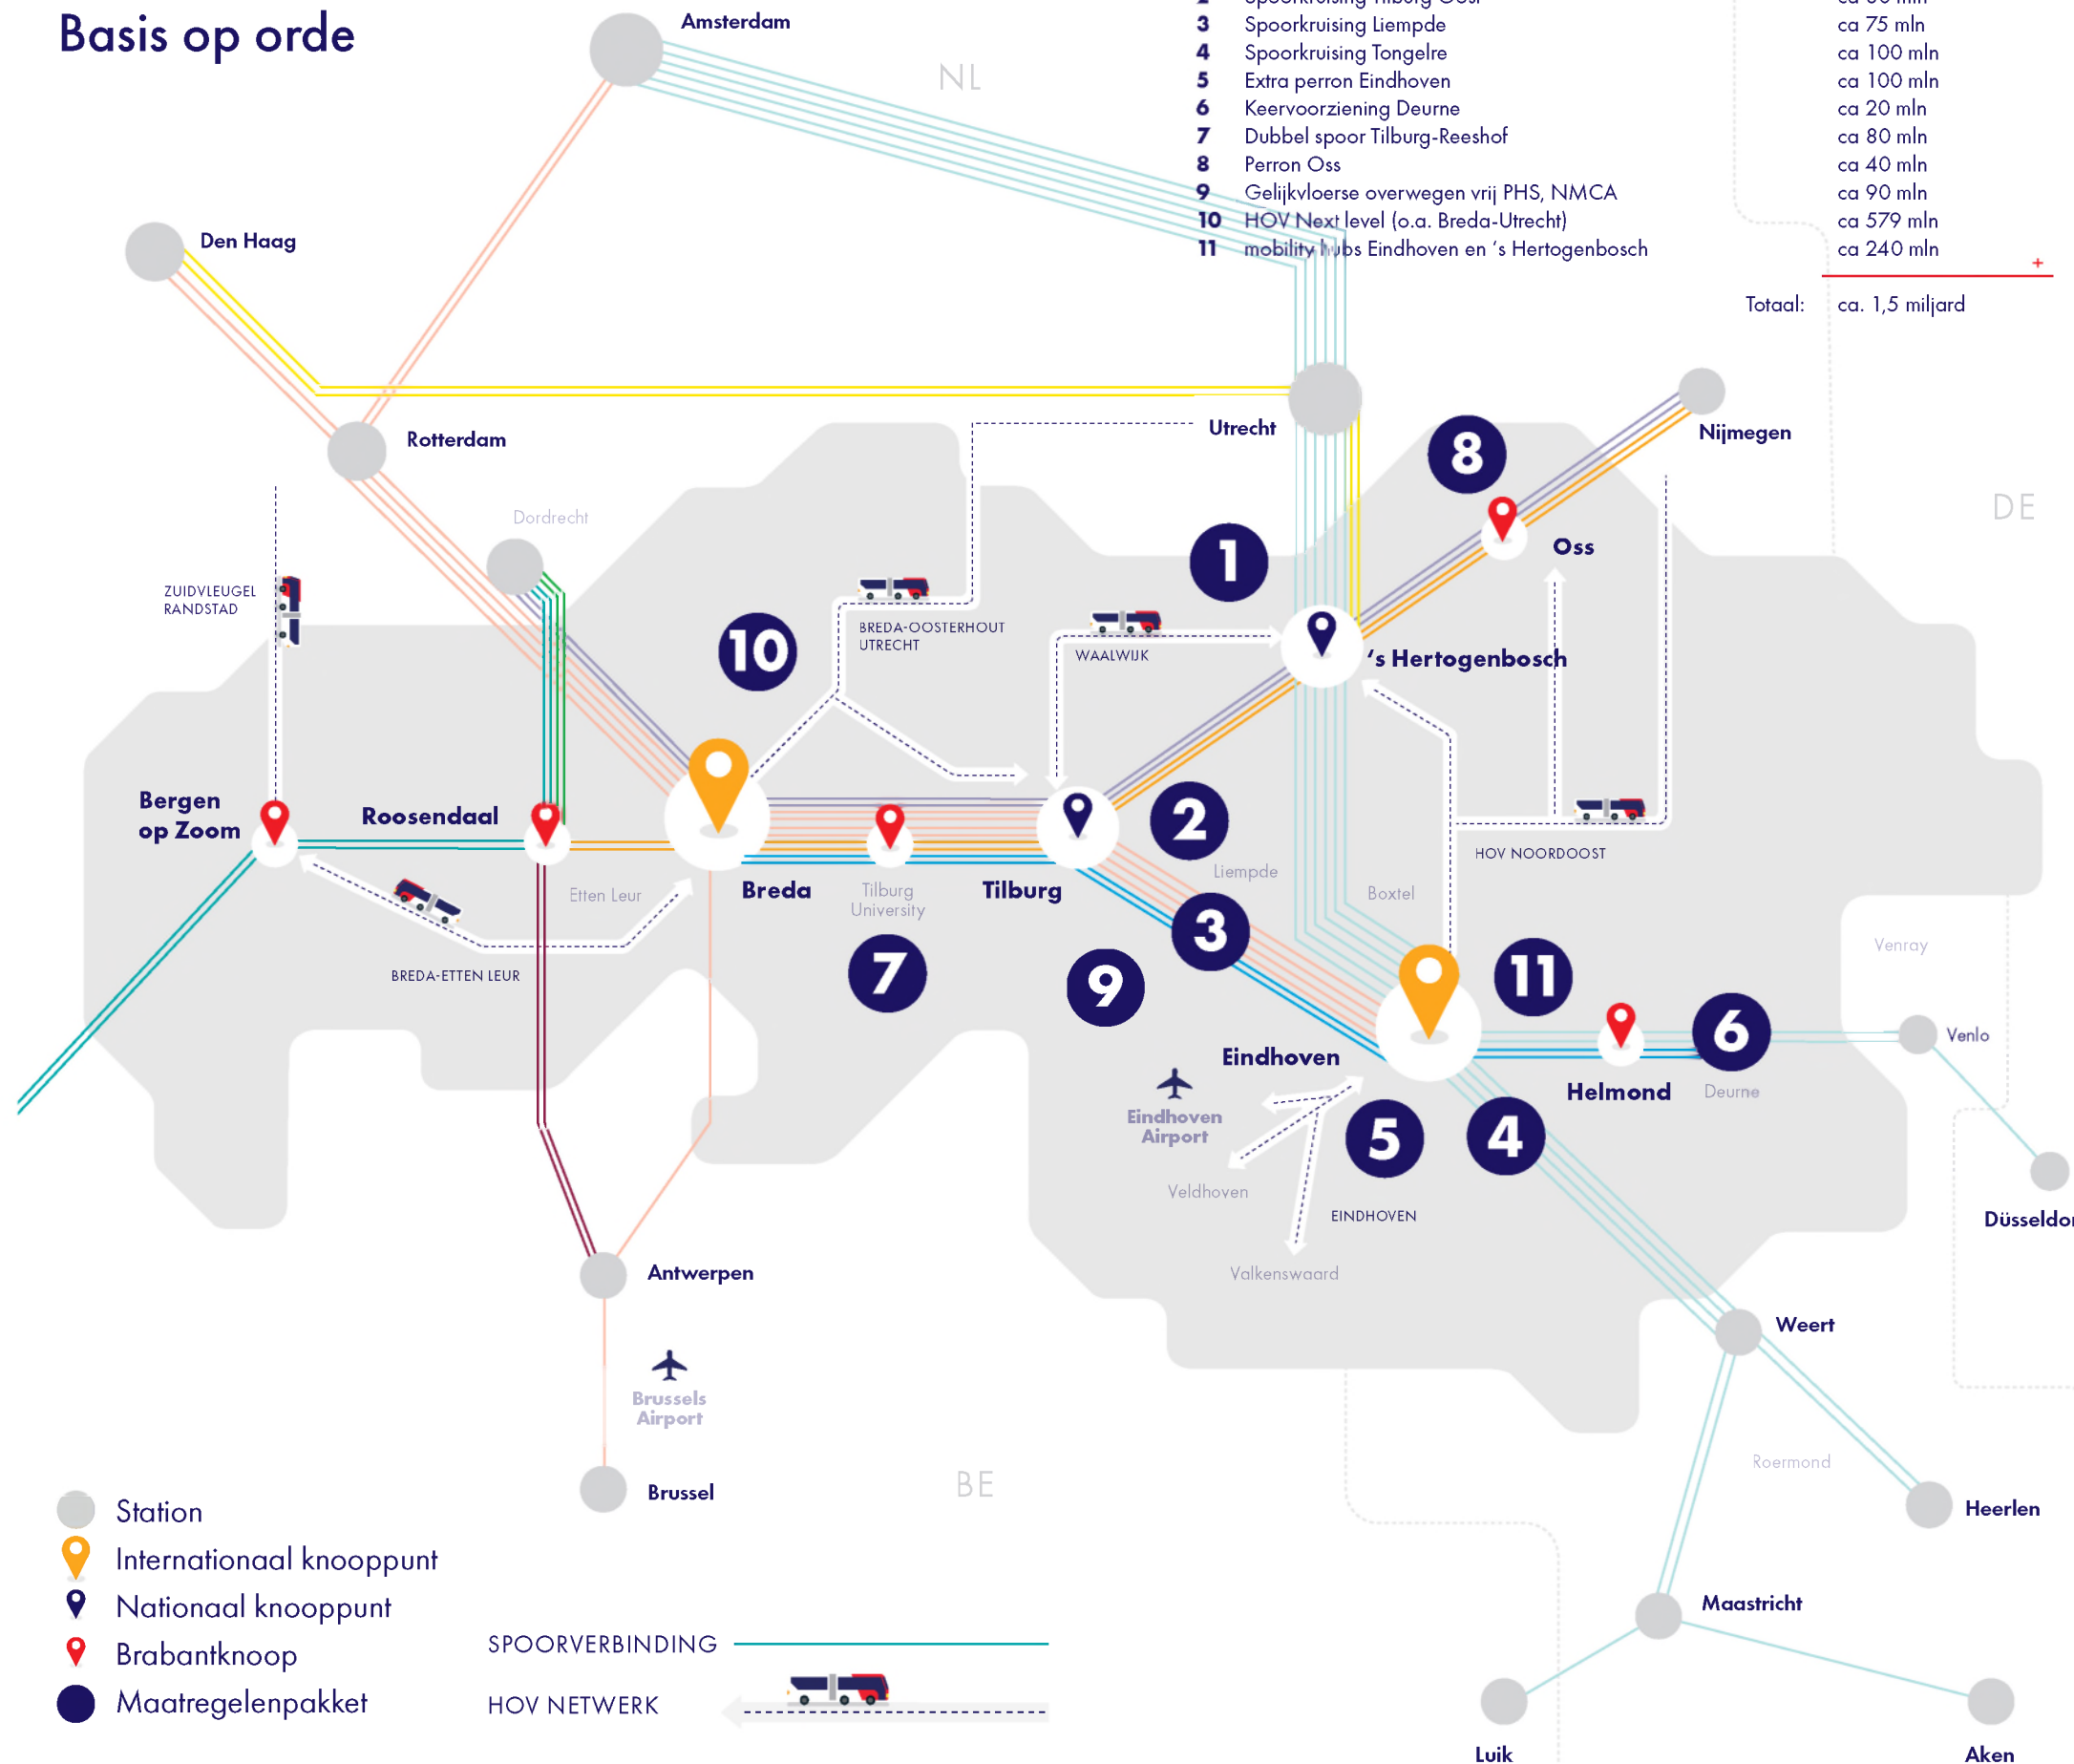 Basis op orde
Amsterdam
NL
3 Spoorkruising Liempde ca 75 mln
4 Spoorkruising Tongelre ca 100 mln
5 Extra perron Eindhoven ca 100 mln
6 Keervoorziening Deurne ca 20 mln
7 Dubbel spoor Tilburg-Reeshof ca 80 mln
8 Perron Oss ca 40 mln
9 Gelijkvloerse overwegen vrij PHS, NMCA ca 90 mln
10 HOV Next level (o.a. Breda-Utrecht) ca 579 mln
11 mobility hubs Eindhoven en ‘s Hertogenbosch ca 240 mln
+
Totaal: ca. 1,5 miljard
Den Haag
Rotterdam
Utrecht
Nijmegen
8
DE
Dordrecht
Oss
1
ZUIDVLEUGEL
RANDSTAD
10
BREDA-OOSTERHOUT
UTRECHT
WAALWIJK
‘s Hertogenbosch
Bergen
op Zoom
Roosendaal
2
HOV NOORDOOST
Liempde
Boxtel
Etten Leur
Breda
Tilburg
University
Tilburg
3
Venray
BREDA-ETTEN LEUR
7
9
11
6
Venlo
Eindhoven
Helmond
Deurne
Eindhoven
Airport
5
4
Veldhoven
EINDHOVEN
Valkenswaard
Antwerpen
Weert
Brussels
Airport
Roermond
BE
Brussel
Heerlen
Station
Internationaal knooppunt
Nationaal knooppunt
Brabantknoop
Maatregelenpakket
SPOORVERBINDING
HOV NETWERK
Maastricht
Luik
Aken